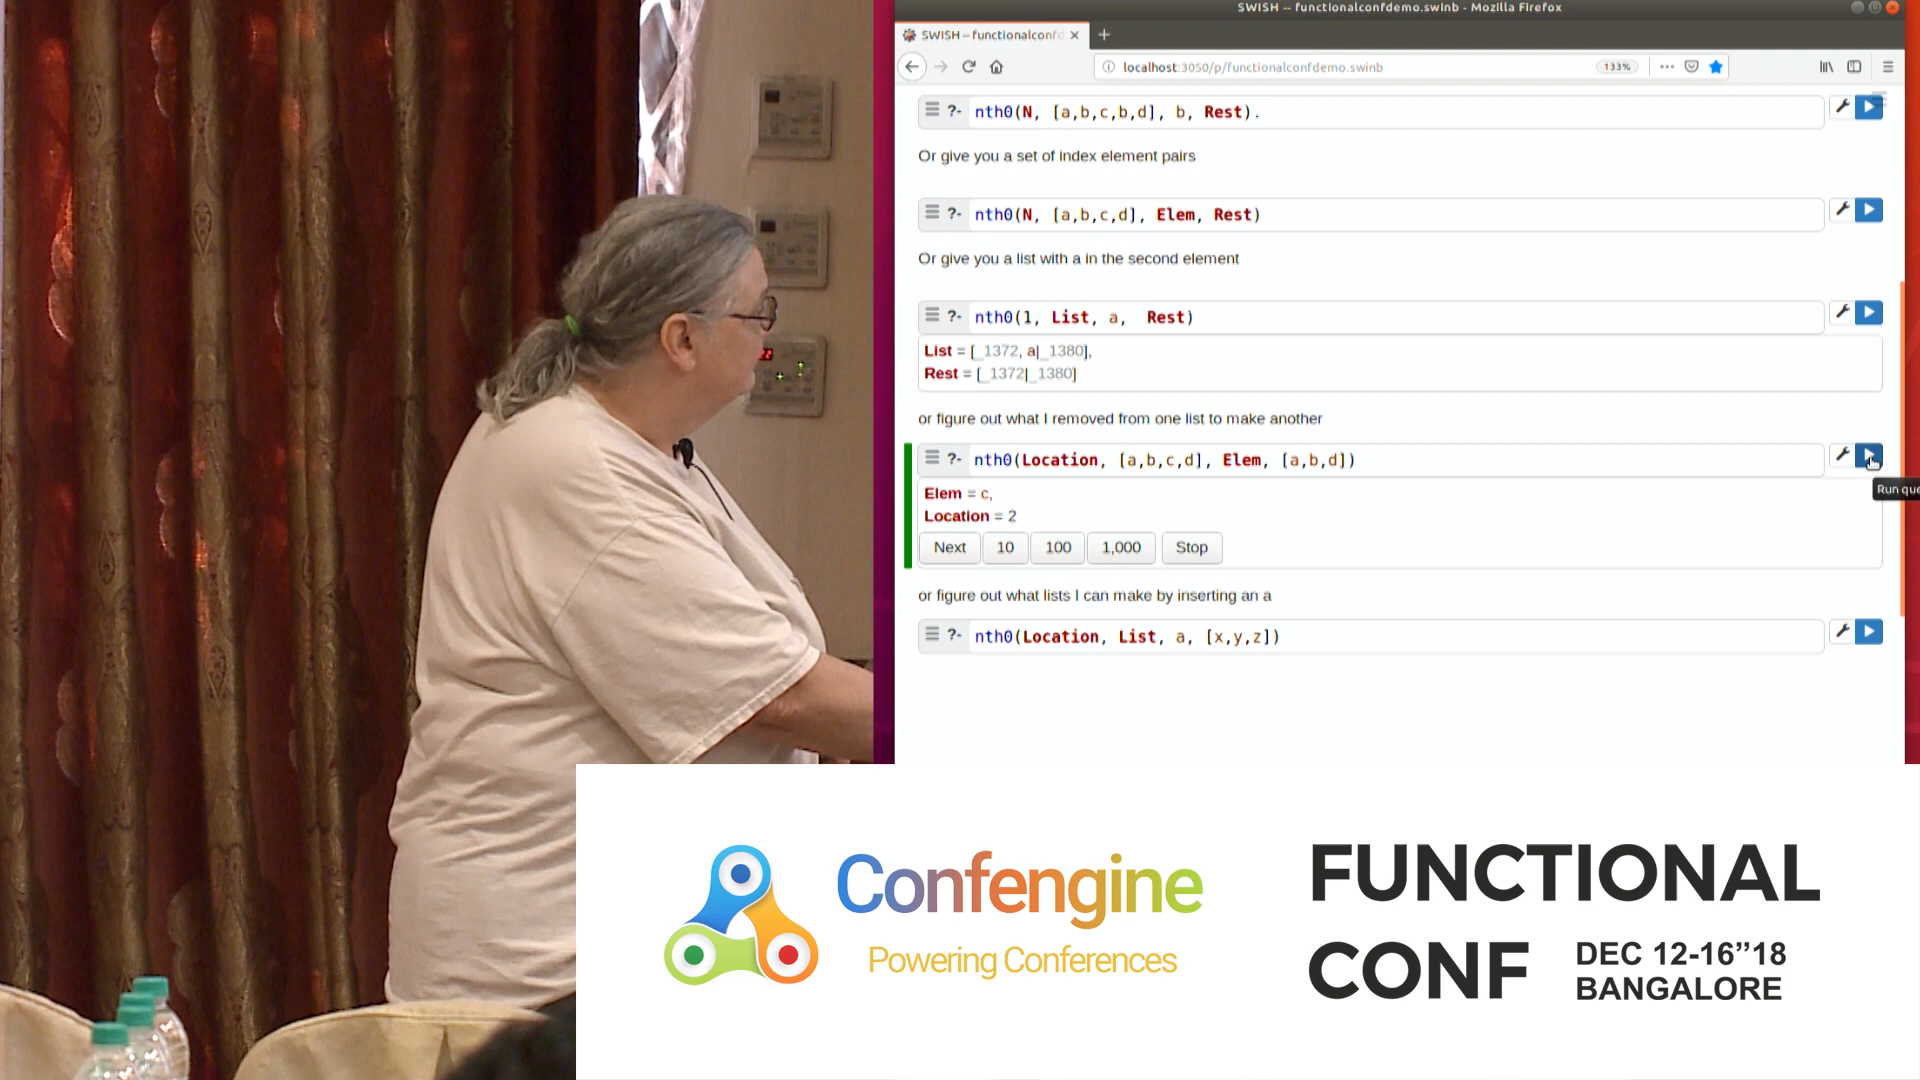 SWISH -- functionalconfdemo.swinb - Mozilla Firefox
SWISH -- functionalconf
localhost:3050/p/functionalconfdemo.swinb
133%
?- nth0(N, [a,b,c,b,d], b, Rest).
Or give you a set of index element pairs
?- nth0(N, [a,b,c,d], Elem, Rest)
Or give you a list with a in the second element
?- nth0(1, List, a, Rest)
List = [_1372, a|_1380],
Rest = [_1372|_1380]
or figure out what I removed from one list to make another
?- nth0(Location, [a,b,c,d], Elem, [a,b,d])
Elem = c,
Location = 2
Run que
Next 10 100 1,000 Stop
or figure out what lists I can make by inserting an a
?- nth0(Location, List, a, [x,y,z])
Confengine
Powering Conferences
FUNCTIONAL
CONF
DEC 12-16”18
BANGALORE